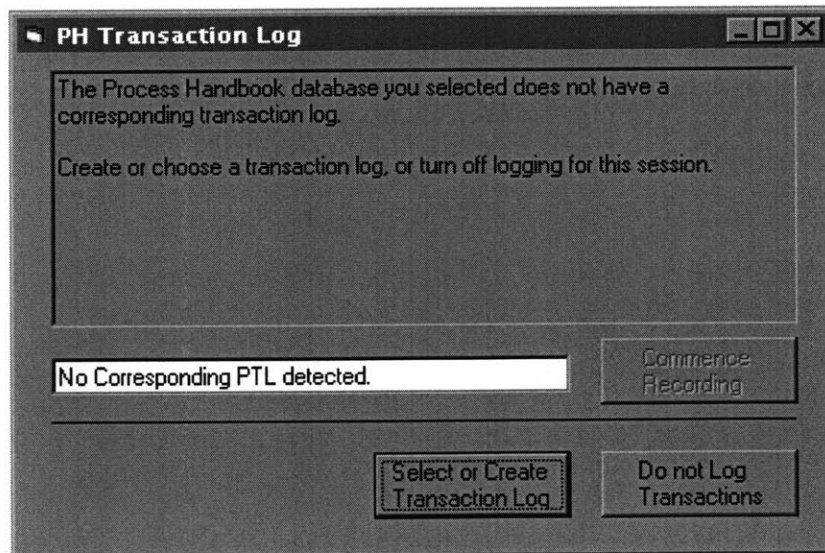 PH Transaction Log
The Process Handbook database you selected does not have a
corresponding transaction log.
Create or choose a transaction log, or turn off logging for this session.
No Corresponding PTL detected.
Commence
Recording
Select or Create
Transaction Log
Do not Log
Transactions